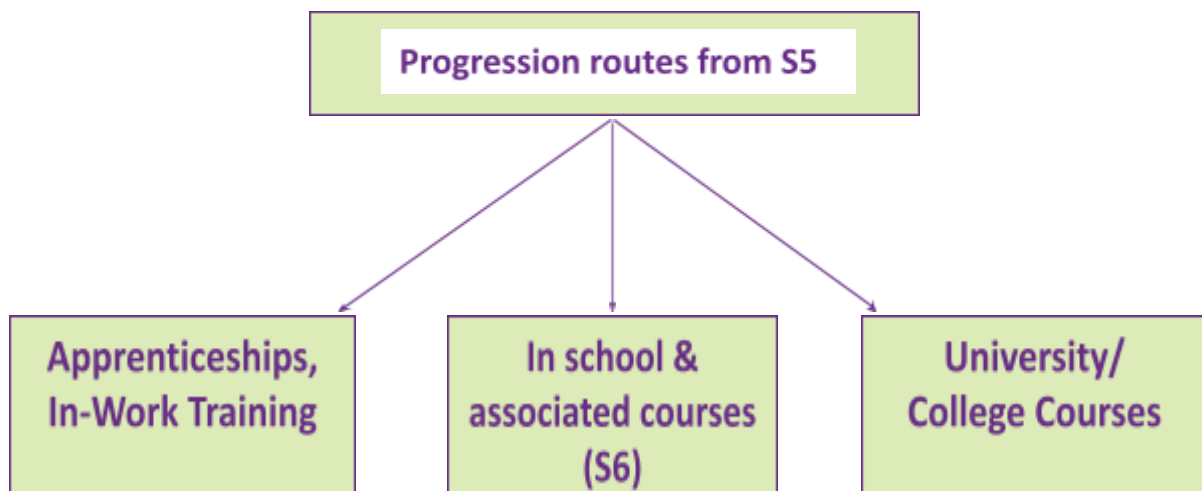 Progression routes from S5
Apprenticeships,
In-Work Training
In school &
associated courses
(S6)
University/
College Courses